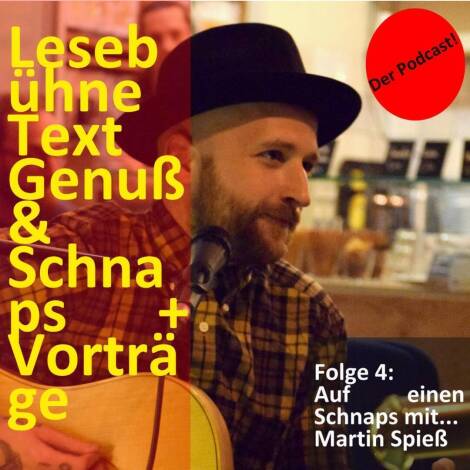 Leseb
ühne
Text
Genuß
&
Schna
ps +
Vorträ
ge
Der Podcast!
Folge 4:
Auf einen
Schnaps mit...
Martin Spieß